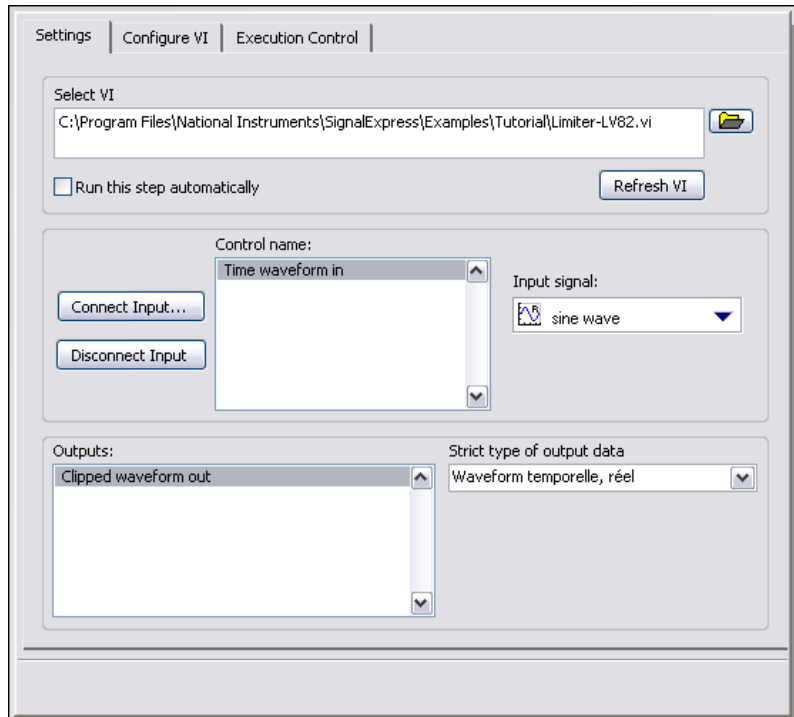 Settings
Configure VI
Execution Control
Select VI
C:\Program Files\National Instruments\SignalExpress\Examples\Tutorial\Limiter-LV82.vi
Run this step automatically
Refresh VI
Control name:
Time waveform in
Input signal:
Connect Input...
sine wave
Disconnect Input
Outputs:
Strict type of output data
Clipped waveform out
Waveform temporelle, réel